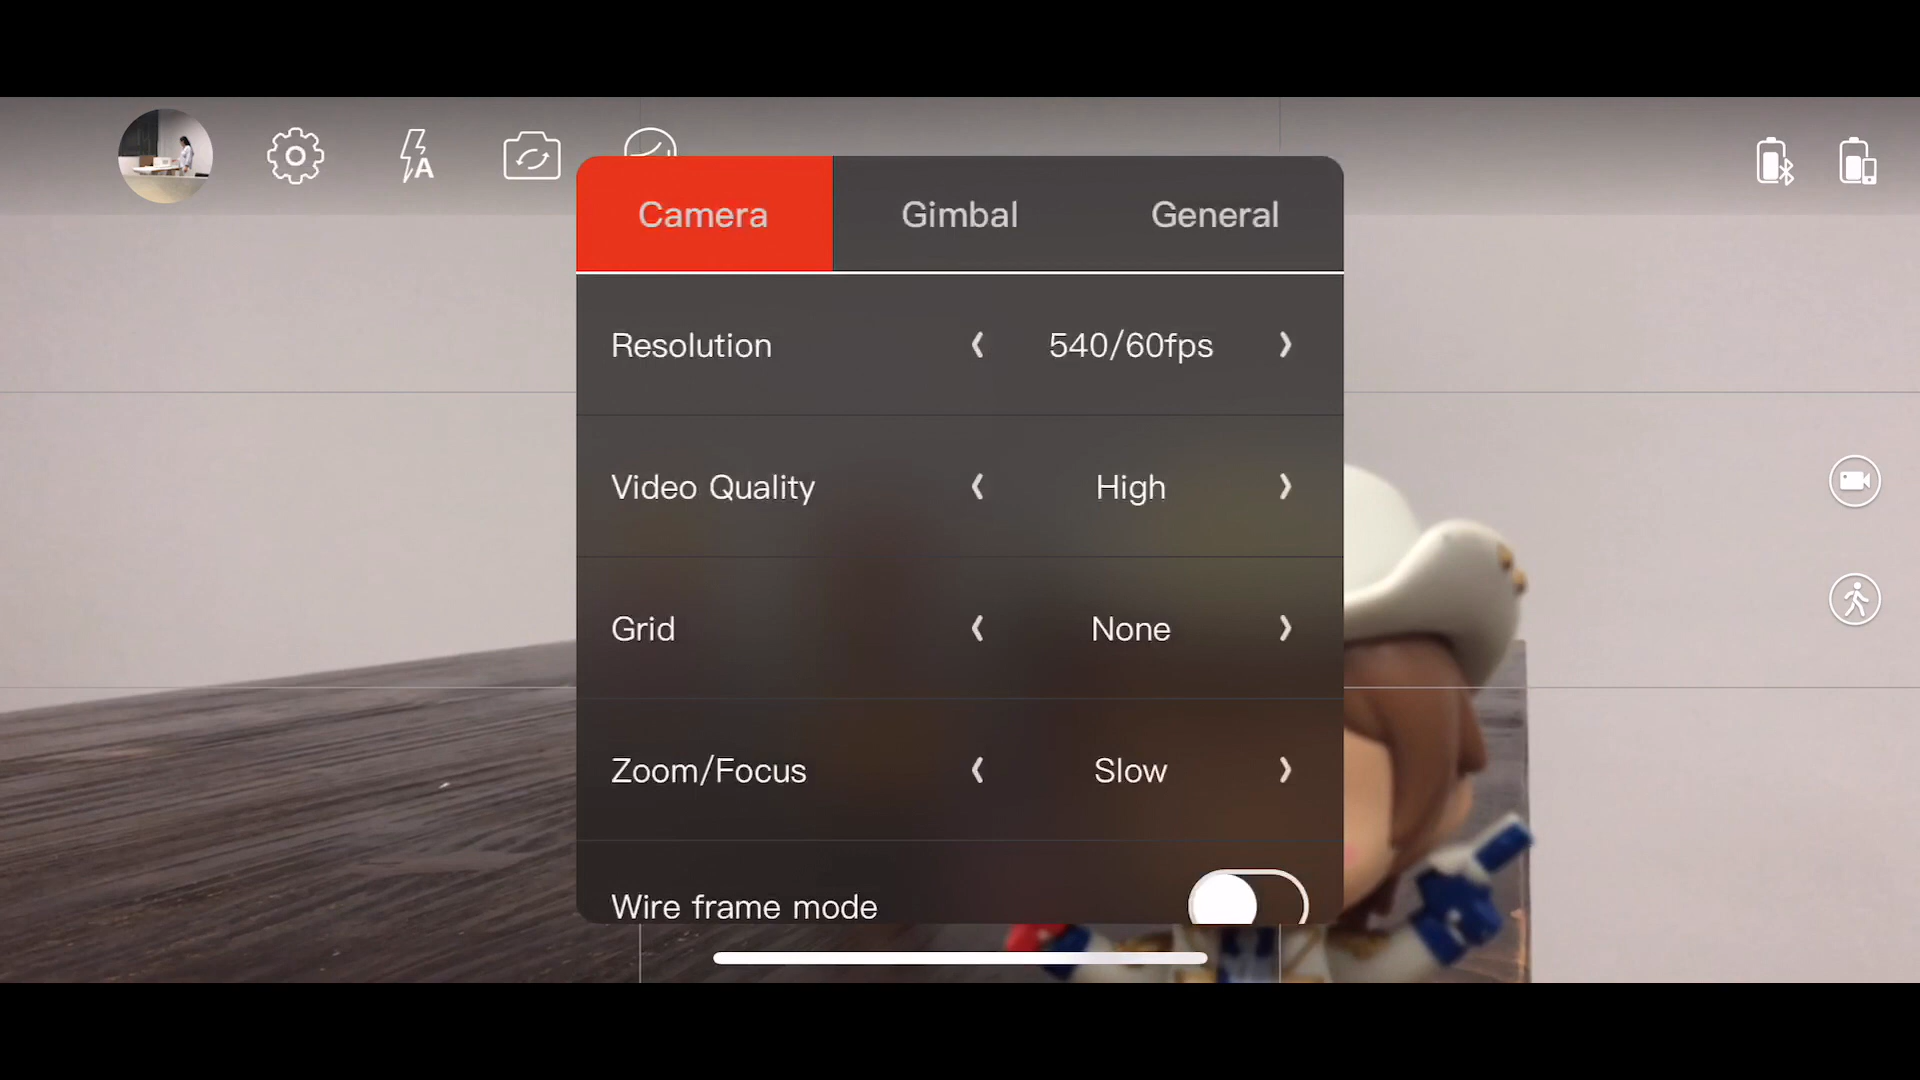 A
Camera Gimbal General
Resolution ❮ 540/60fps ❯
Video Quality ❮ High ❯
Grid ❮ None ❯
Zoom/Focus ❮ Slow ❯
Wire frame mode